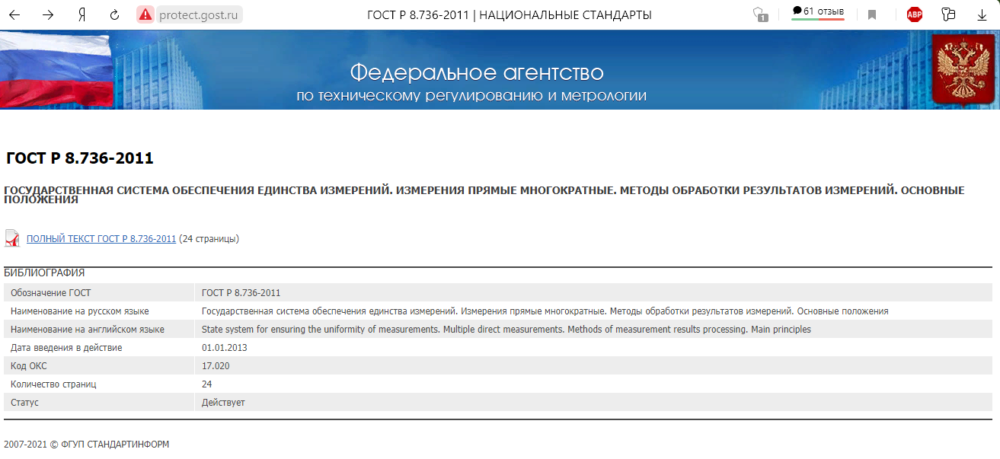 Я protect.gost.ru ГОСТ Р 8.736-2011 | НАЦИОНАЛЬНЫЕ СТАНДАРТЫ 1 61 отзыв ABP
Федеральное агентство
по техническому регулированию и метрологии
ГОСТ Р 8.736-2011
ГОСУДАРСТВЕННАЯ СИСТЕМА ОБЕСПЕЧЕНИЯ ЕДИНСТВА ИЗМЕРЕНИЙ. ИЗМЕРЕНИЯ ПРЯМЫЕ МНОГОКРАТНЫЕ. МЕТОДЫ ОБРАБОТКИ РЕЗУЛЬТАТОВ ИЗМЕРЕНИЙ. ОСНОВНЫЕ
ПОЛОЖЕНИЯ
ПОЛНЫЙ ТЕКСТ ГОСТ Р 8.736-2011 (24 страницы)
БИБЛИОГРАФИЯ
Обозначение ГОСТ ГОСТ Р 8.736-2011
Наименование на русском языке Государственная система обеспечения единства измерений. Измерения прямые многократные. Методы обработки результатов измерений. Основные положения
Наименование на английском языке State system for ensuring the uniformity of measurements. Multiple direct measurements. Methods of measurement results processing. Main principles
Дата введения в действие 01.01.2013
Код ОКС 17.020
Количество страниц 24
Статус Действует
2007-2021 © ФГУП СТАНДАРТИНФОРМ